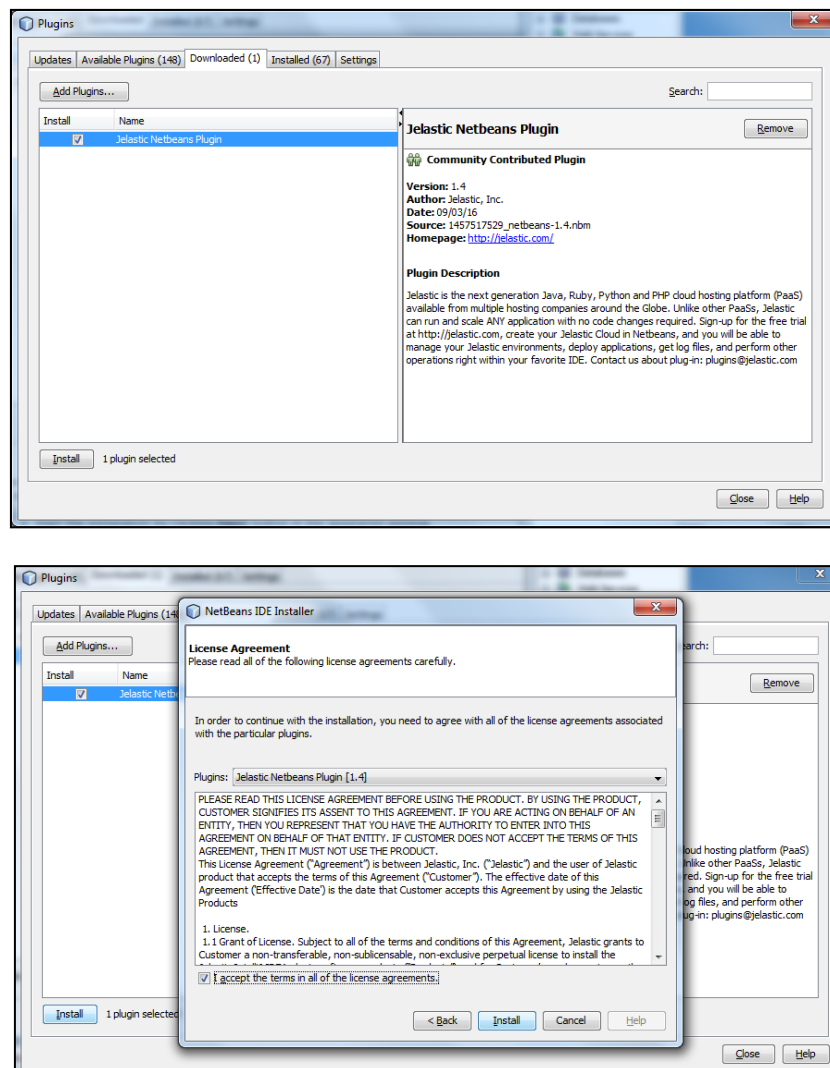 Plugins
Updates Available Plugins (148) Downloaded (1) Installed (67) Settings
Add Plugins...
Search:
Install Name
Jelastic Netbeans Plugin
Jelastic Netbeans Plugin
Remove
Community Contributed Plugin
Version: 1.4
Author: Jelastic, Inc.
Date: 09/03/16
Source: 1457517529_netbeans-1.4.nbm
Homepage: http://jelastic.com/
Plugin Description
Jelastic is the next generation Java, Ruby, Python and PHP cloud hosting platform (PaaS)
available from multiple hosting companies around the Globe. Unlike other PaaSs, Jelastic
can run and scale ANY application with no code changes required. Sign-up for the free trial
at http://jelastic.com, create your Jelastic Cloud in Netbeans, and you will be able to
manage your Jelastic environments, deploy applications, get log files, and perform other
operations right within your favorite IDE. Contact us about plug-in: plugins@jelastic.com
Install 1 plugin selected
Close Help
Plugins
Updates Available Plugins (14
Add Plugins...
earch:
Install Name
Jelastic Netb
Remove
oud hosting platform (PaaS)
nlike other PaaSs, Jelastic
red. Sign-up for the free trial
and you will be able to
og files, and perform other
ug-in: plugins@jelastic.com
Install 1 plugin selected
Close Help
NetBeans IDE Installer
License Agreement
Please read all of the following license agreements carefully.
In order to continue with the installation, you need to agree with all of the license agreements associated
with the particular plugins.
Plugins: Jelastic Netbeans Plugin [1.4]
PLEASE READ THIS LICENSE AGREEMENT BEFORE USING THE PRODUCT. BY USING THE PRODUCT,
CUSTOMER SIGNIFIES ITS ASSENT TO THIS AGREEMENT. IF YOU ARE ACTING ON BEHALF OF AN
ENTITY, THEN YOU REPRESENT THAT YOU HAVE THE AUTHORITY TO ENTER INTO THIS
AGREEMENT ON BEHALF OF THAT ENTITY. IF CUSTOMER DOES NOT ACCEPT THE TERMS OF THIS
AGREEMENT, THEN IT MUST NOT USE THE PRODUCT.
This License Agreement ("Agreement") is between Jelastic, Inc. ("Jelastic") and the user of Jelastic
product that accepts the terms of this Agreement ("Customer"). The effective date of this
Agreement ('Effective Date') is the date that Customer accepts this Agreement by using the Jelastic
Products
1. License.
1.1 Grant of License. Subject to all of the terms and conditions of this Agreement, Jelastic grants to
Customer a non-transferable, non-sublicensable, non-exclusive perpetual license to install the
I accept the terms in all of the license agreements.
< Back Install Cancel Help